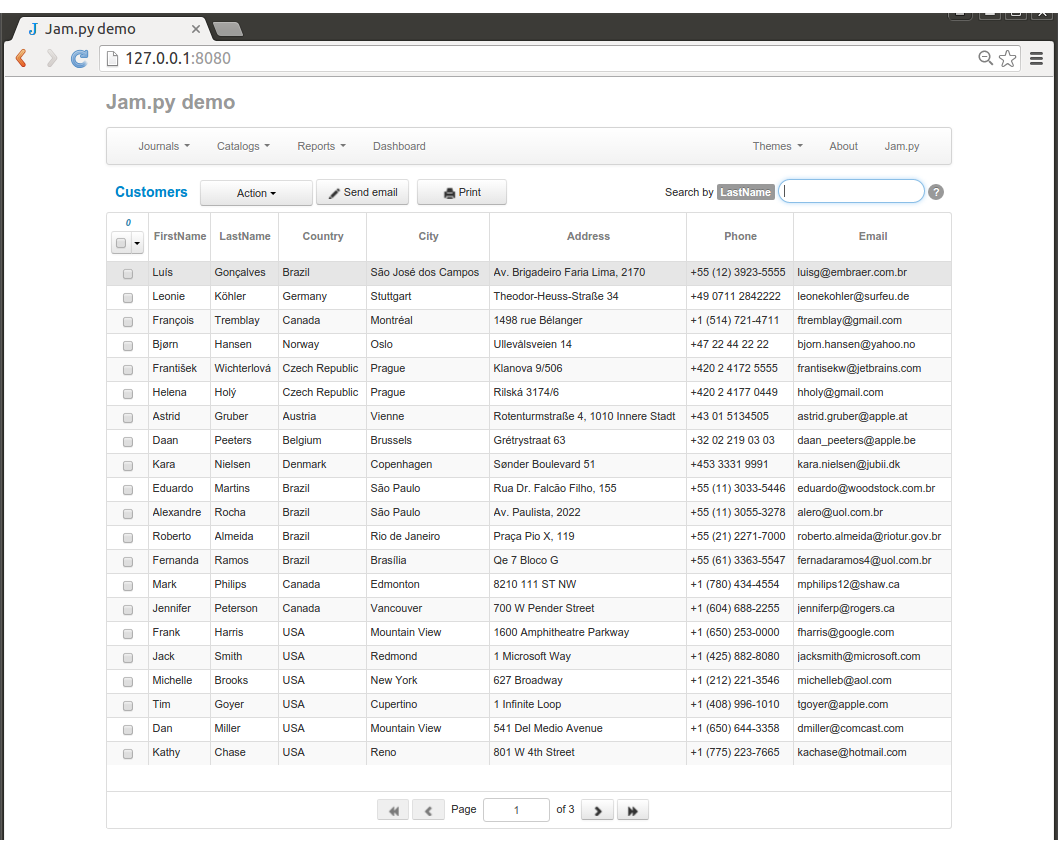 J Jam.py demo ×
127.0.0.1:8080
Jam.py demo
Journals Catalogs Reports Dashboard Themes About Jam.py
Customers Action Send email Print Search by LastName ?
0
FirstName LastName Country City Address Phone Email
Luís Gonçalves Brazil São José dos Campos Av. Brigadeiro Faria Lima, 2170 +55 (12) 3923-5555 luisg@embraer.com.br
Leonie Köhler Germany Stuttgart Theodor-Heuss-Straße 34 +49 0711 2842222 leonekohler@surfeu.de
François Tremblay Canada Montréal 1498 rue Bélanger +1 (514) 721-4711 ftremblay@gmail.com
Bjørn Hansen Norway Oslo Ullevålsveien 14 +47 22 44 22 22 bjorn.hansen@yahoo.no
František Wichterlová Czech Republic Prague Klanova 9/506 +420 2 4172 5555 frantisekw@jetbrains.com
Helena Holý Czech Republic Prague Rilská 3174/6 +420 2 4177 0449 hholy@gmail.com
Astrid Gruber Austria Vienne Rotenturmstraße 4, 1010 Innere Stadt +43 01 5134505 astrid.gruber@apple.at
Daan Peeters Belgium Brussels Grétrystraat 63 +32 02 219 03 03 daan_peeters@apple.be
Kara Nielsen Denmark Copenhagen Sønder Boulevard 51 +453 3331 9991 kara.nielsen@jubii.dk
Eduardo Martins Brazil São Paulo Rua Dr. Falcão Filho, 155 +55 (11) 3033-5446 eduardo@woodstock.com.br
Alexandre Rocha Brazil São Paulo Av. Paulista, 2022 +55 (11) 3055-3278 alero@uol.com.br
Roberto Almeida Brazil Rio de Janeiro Praça Pio X, 119 +55 (21) 2271-7000 roberto.almeida@riotur.gov.br
Fernanda Ramos Brazil Brasília Qe 7 Bloco G +55 (61) 3363-5547 fernadaramos4@uol.com.br
Mark Philips Canada Edmonton 8210 111 ST NW +1 (780) 434-4554 mphilips12@shaw.ca
Jennifer Peterson Canada Vancouver 700 W Pender Street +1 (604) 688-2255 jenniferp@rogers.ca
Frank Harris USA Mountain View 1600 Amphitheatre Parkway +1 (650) 253-0000 fharris@google.com
Jack Smith USA Redmond 1 Microsoft Way +1 (425) 882-8080 jacksmith@microsoft.com
Michelle Brooks USA New York 627 Broadway +1 (212) 221-3546 michelleb@aol.com
Tim Goyer USA Cupertino 1 Infinite Loop +1 (408) 996-1010 tgoyer@apple.com
Dan Miller USA Mountain View 541 Del Medio Avenue +1 (650) 644-3358 dmiller@comcast.com
Kathy Chase USA Reno 801 W 4th Street +1 (775) 223-7665 kachase@hotmail.com
Page 1 of 3